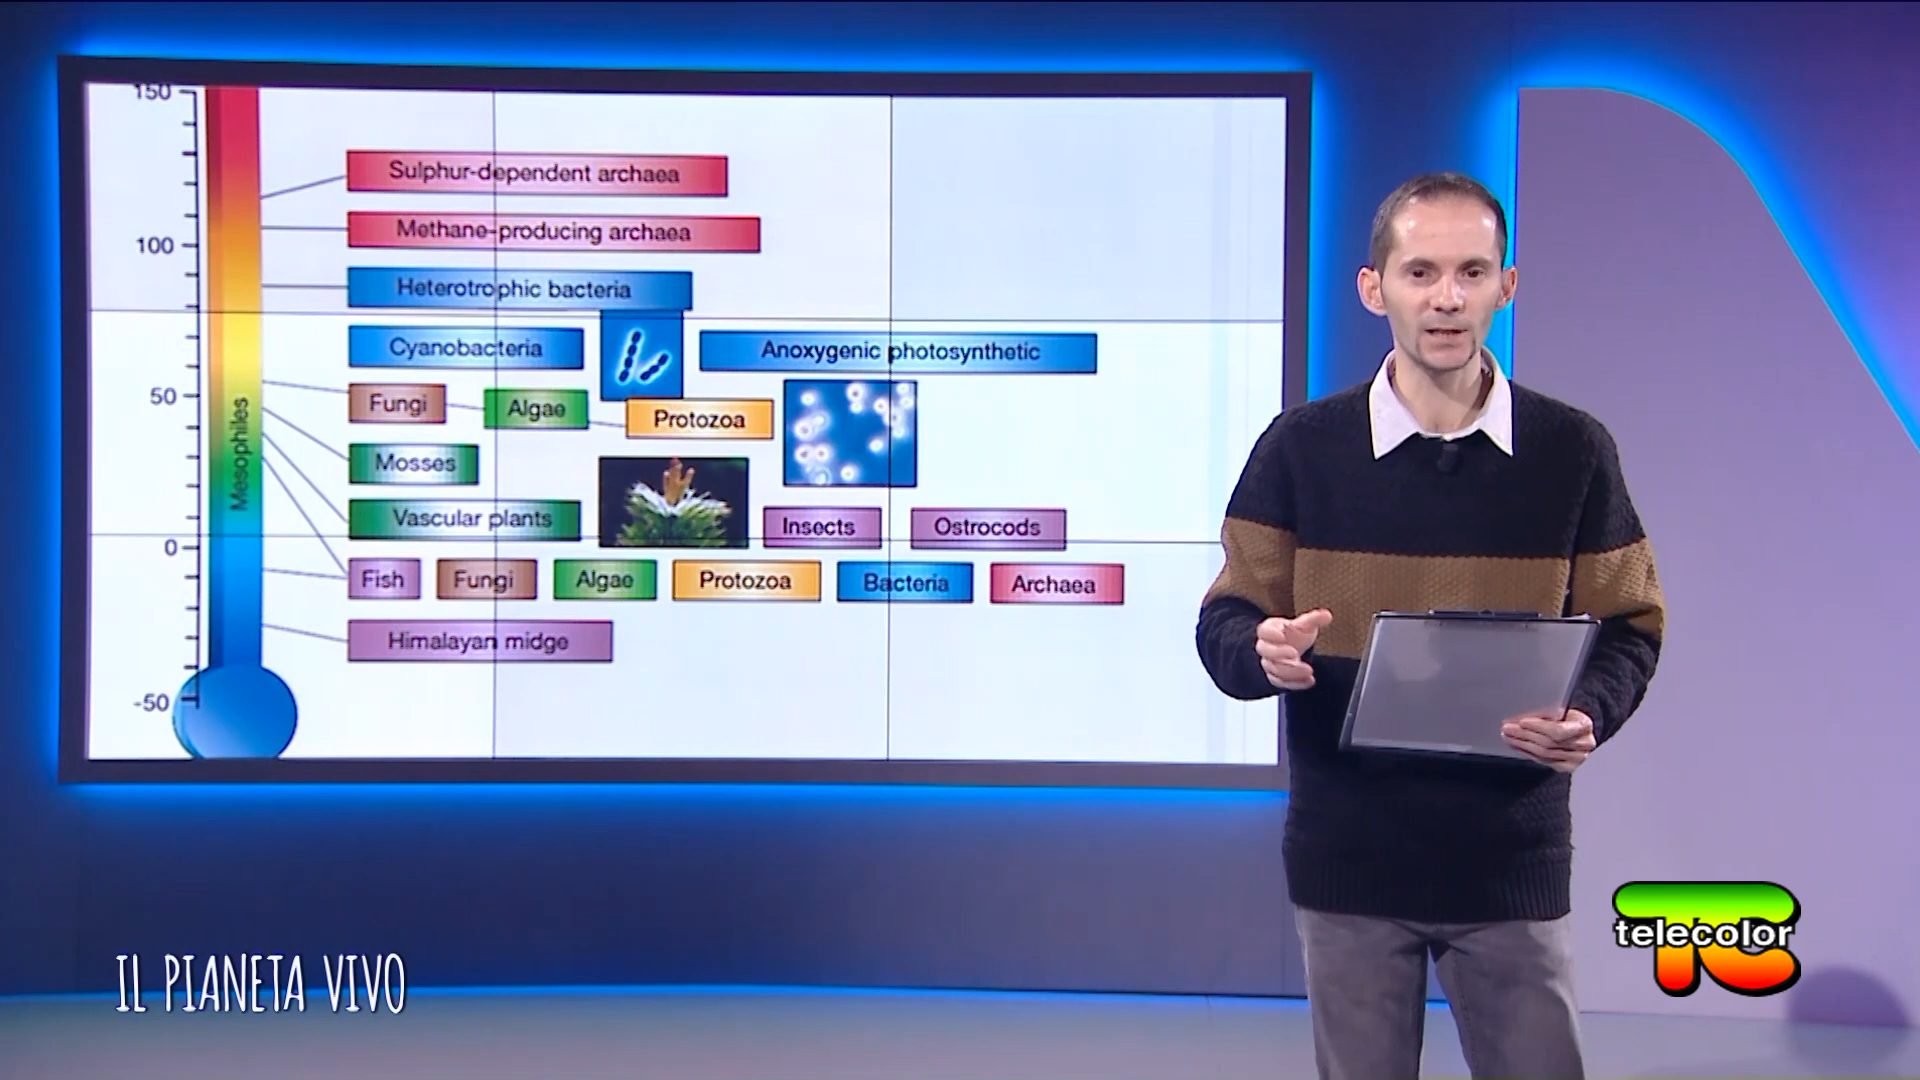 150
Sulphur-dependent archaea
Methane-producing archaea
100
Heterotrophic bacteria
Cyanobacteria
Anoxygenic photosynthetic
50
Fungi
Algae
Protozoa
Mesophiles
Mosses
Vascular plants
Insects
Ostrocods
0
Fish
Fungi
Algae
Protozoa
Bacteria
Archaea
Himalayan midge
-50
IL PIANETA VIVO
TC
telecolor